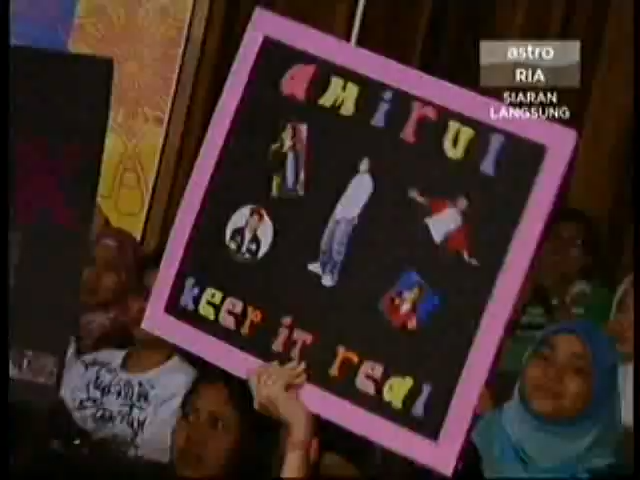 astro
RIA
SIARAN
LANGSUNG
aMirUl
keep iT real